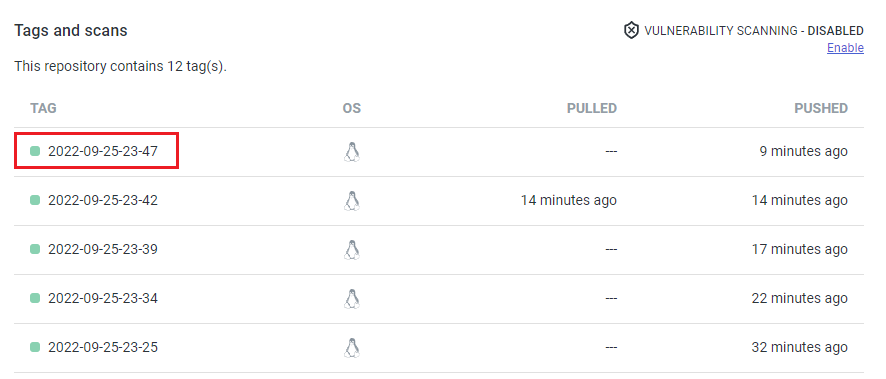 Tags and scans
VULNERABILITY SCANNING - DISABLED
Enable
This repository contains 12 tag(s).
TAG OS PULLED PUSHED
2022-09-25-23-47 --- 9 minutes ago
2022-09-25-23-42 14 minutes ago 14 minutes ago
2022-09-25-23-39 --- 17 minutes ago
2022-09-25-23-34 --- 22 minutes ago
2022-09-25-23-25 --- 32 minutes ago